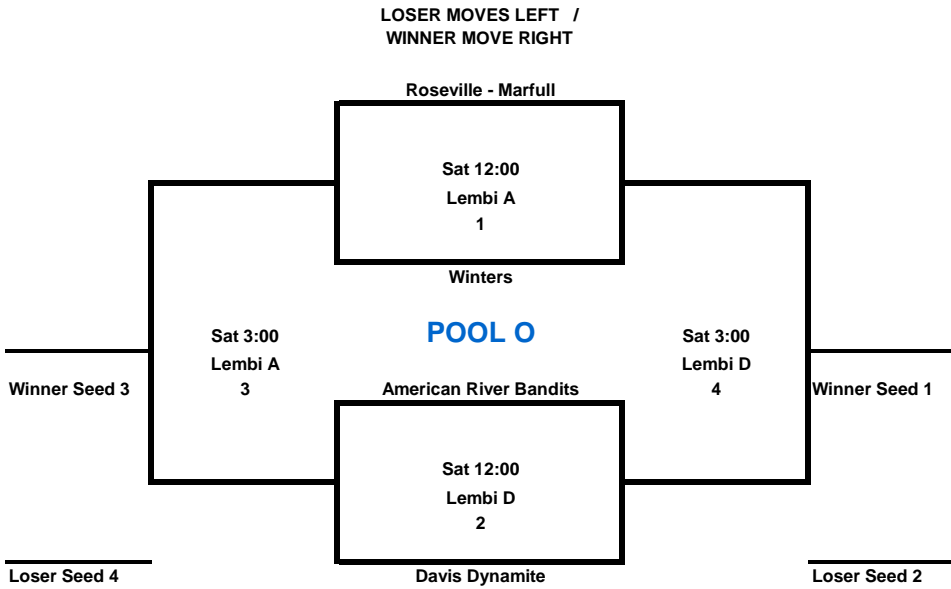 LOSER MOVES LEFT /
WINNER MOVE RIGHT
Roseville - Marfull
Sat 12:00
Lembi A
1
Winters
POOL O
Sat 3:00
Lembi A
3
Sat 3:00
Lembi D
4
Winner Seed 3
American River Bandits
Winner Seed 1
Sat 12:00
Lembi D
2
Loser Seed 4
Davis Dynamite
Loser Seed 2